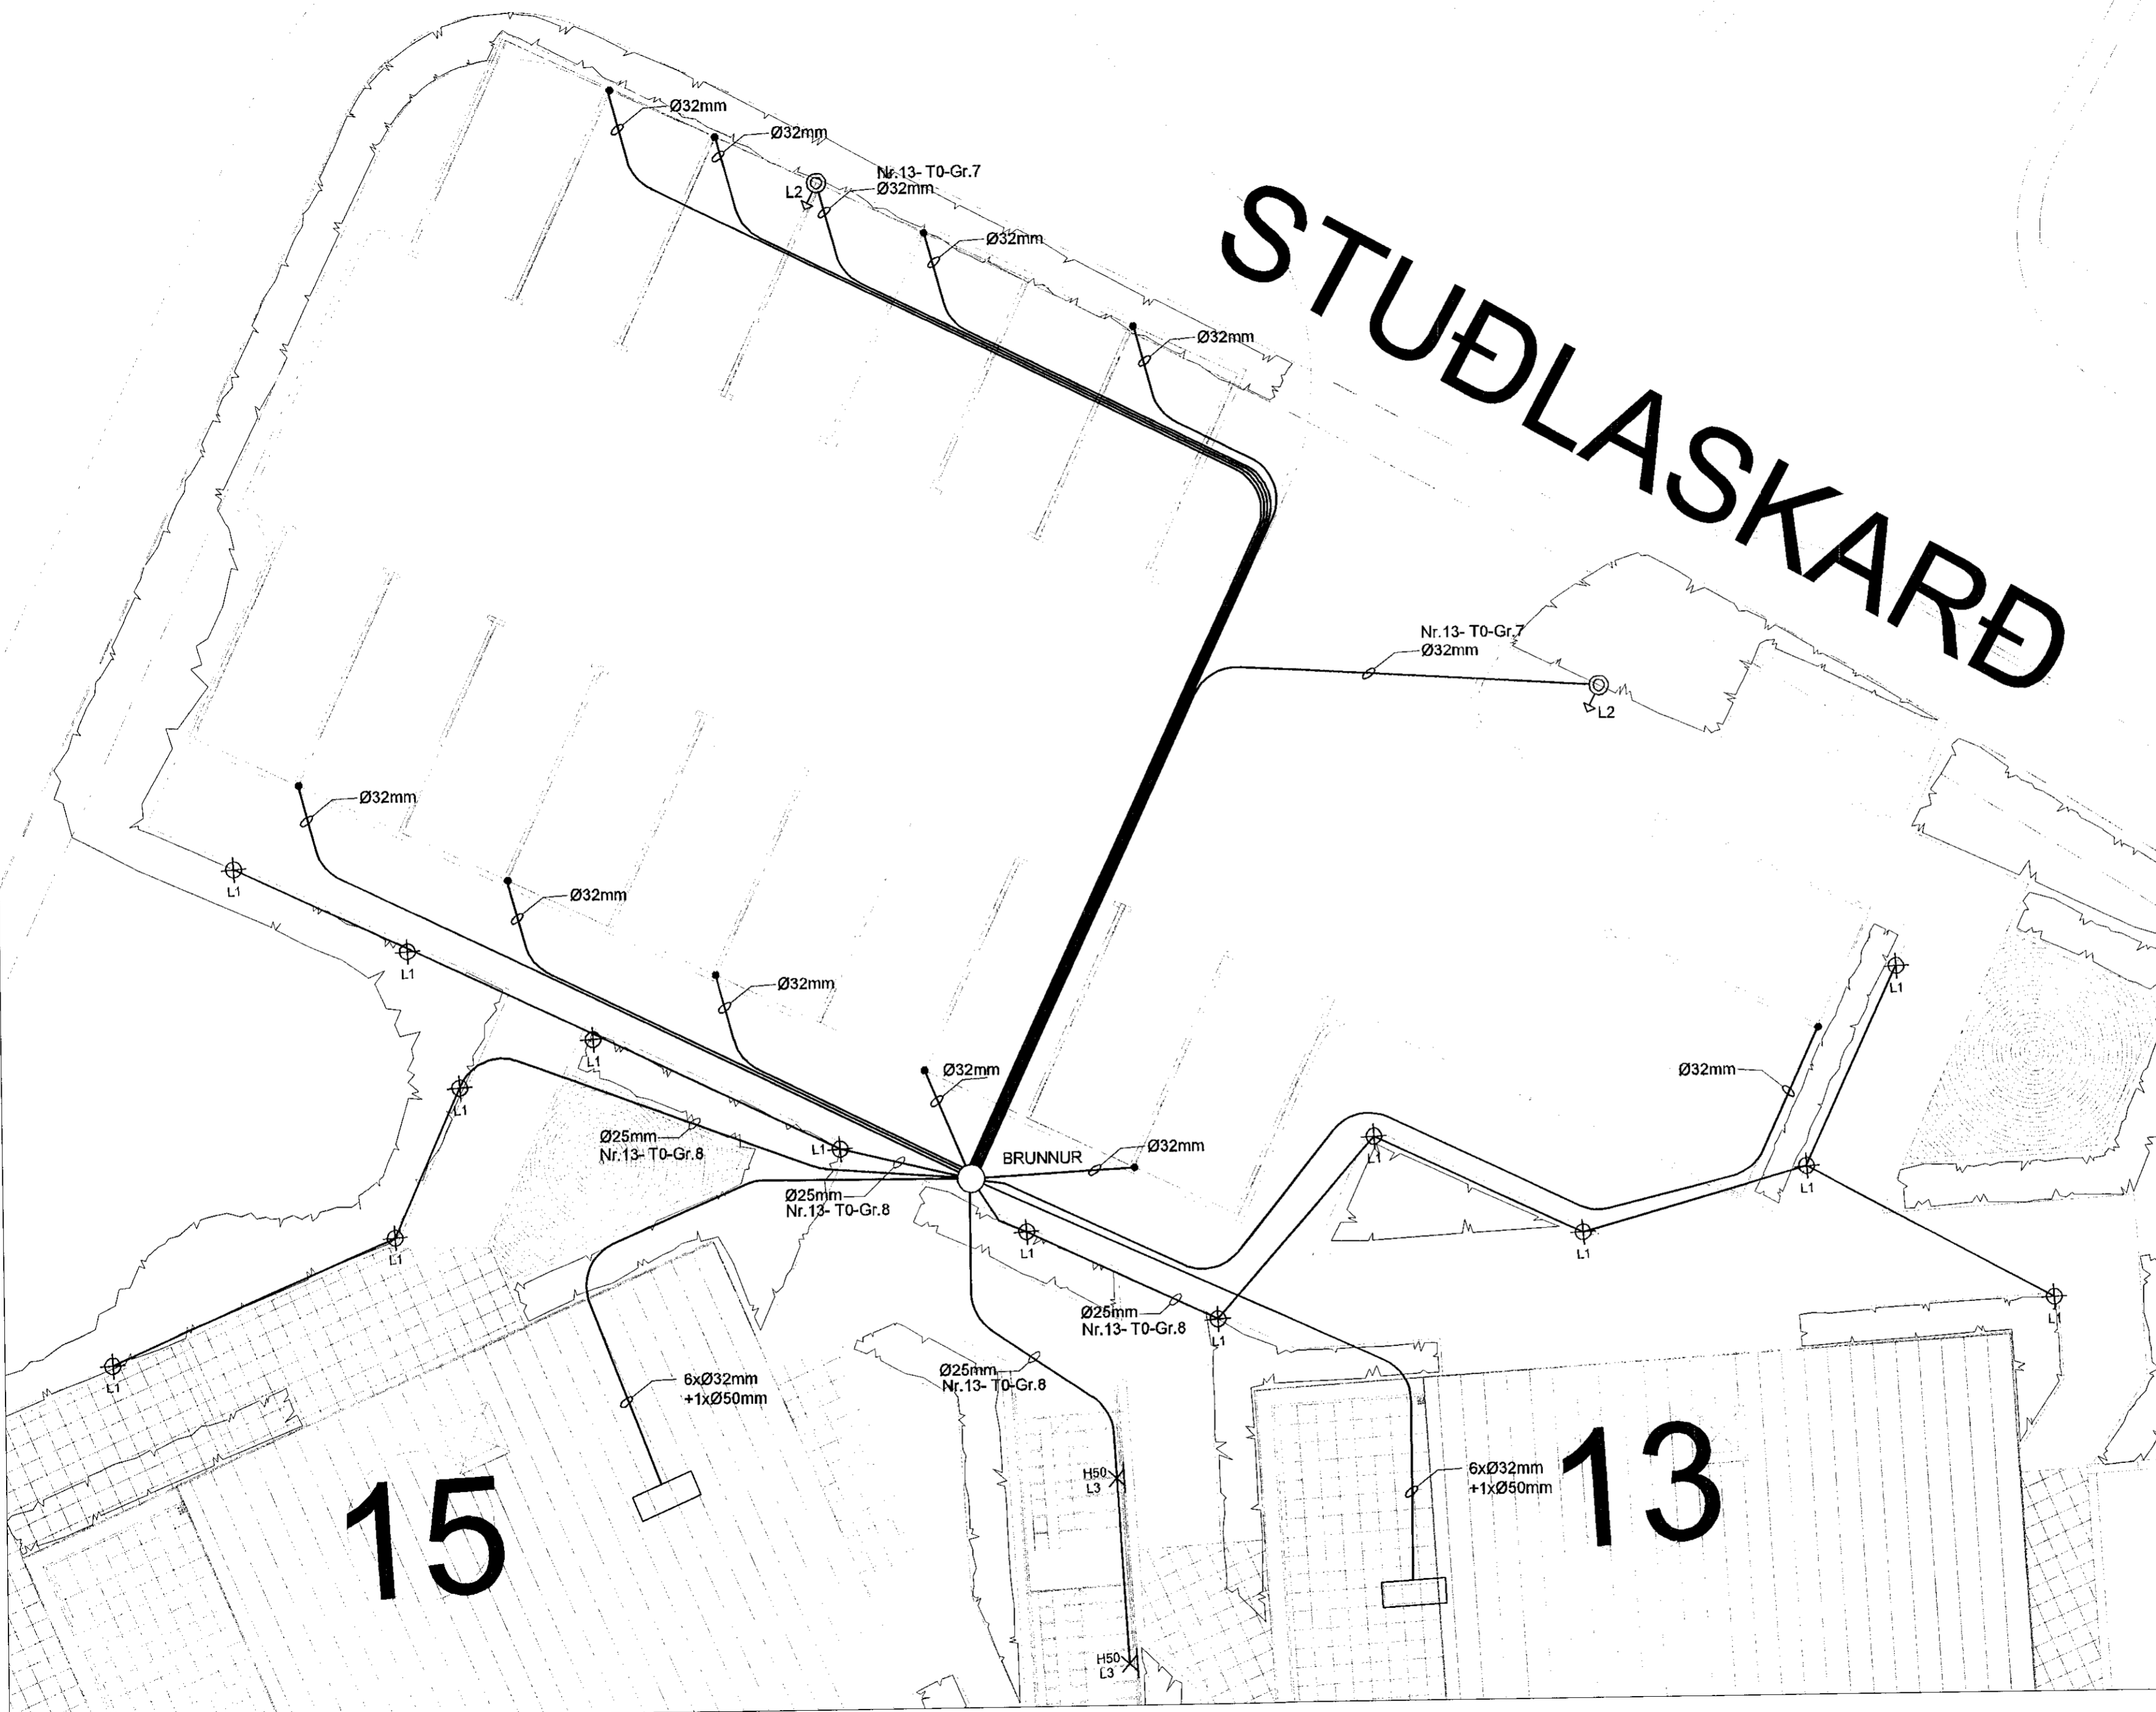 Ø32mm
Ø32mm
Nr.13- T0-Gr.7
Ø32mm
L2
Ø32mm
STUÐLASKARÐ
Ø32mm
Nr.13- T0-Gr.7
Ø32mm
L2
Ø32mm
L1
Ø32mm
L1
Ø32mm
L1
L1
Ø32mm
Ø32mm
L1
Ø25mm
Nr.13- T0-Gr.8
L1
BRUNNUR
Ø32mm
L1
L1
Ø25mm
Nr.13- T0-Gr.8
L1
L1
L1
Ø25mm
Nr.13- T0-Gr.8
L1
L1
L1
Ø25mm
Nr.13- T0-Gr.8
6xØ32mm
+1xØ50mm
15
H50
L3
6xØ32mm
+1xØ50mm
13
H50
L3